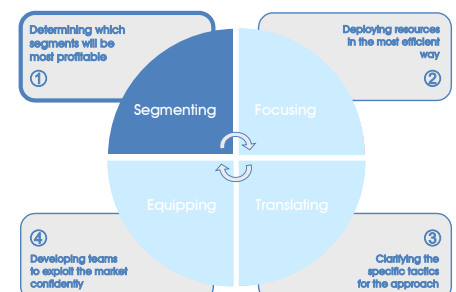 Determining which
segments will be
most profitable
1
Deploying resources
in the most efficient
way
2
Segmenting
Focusing
Equipping
Translating
4
Developing teams
to exploit the market
confidently
3
Clarifying the
specific tactics
for the approach